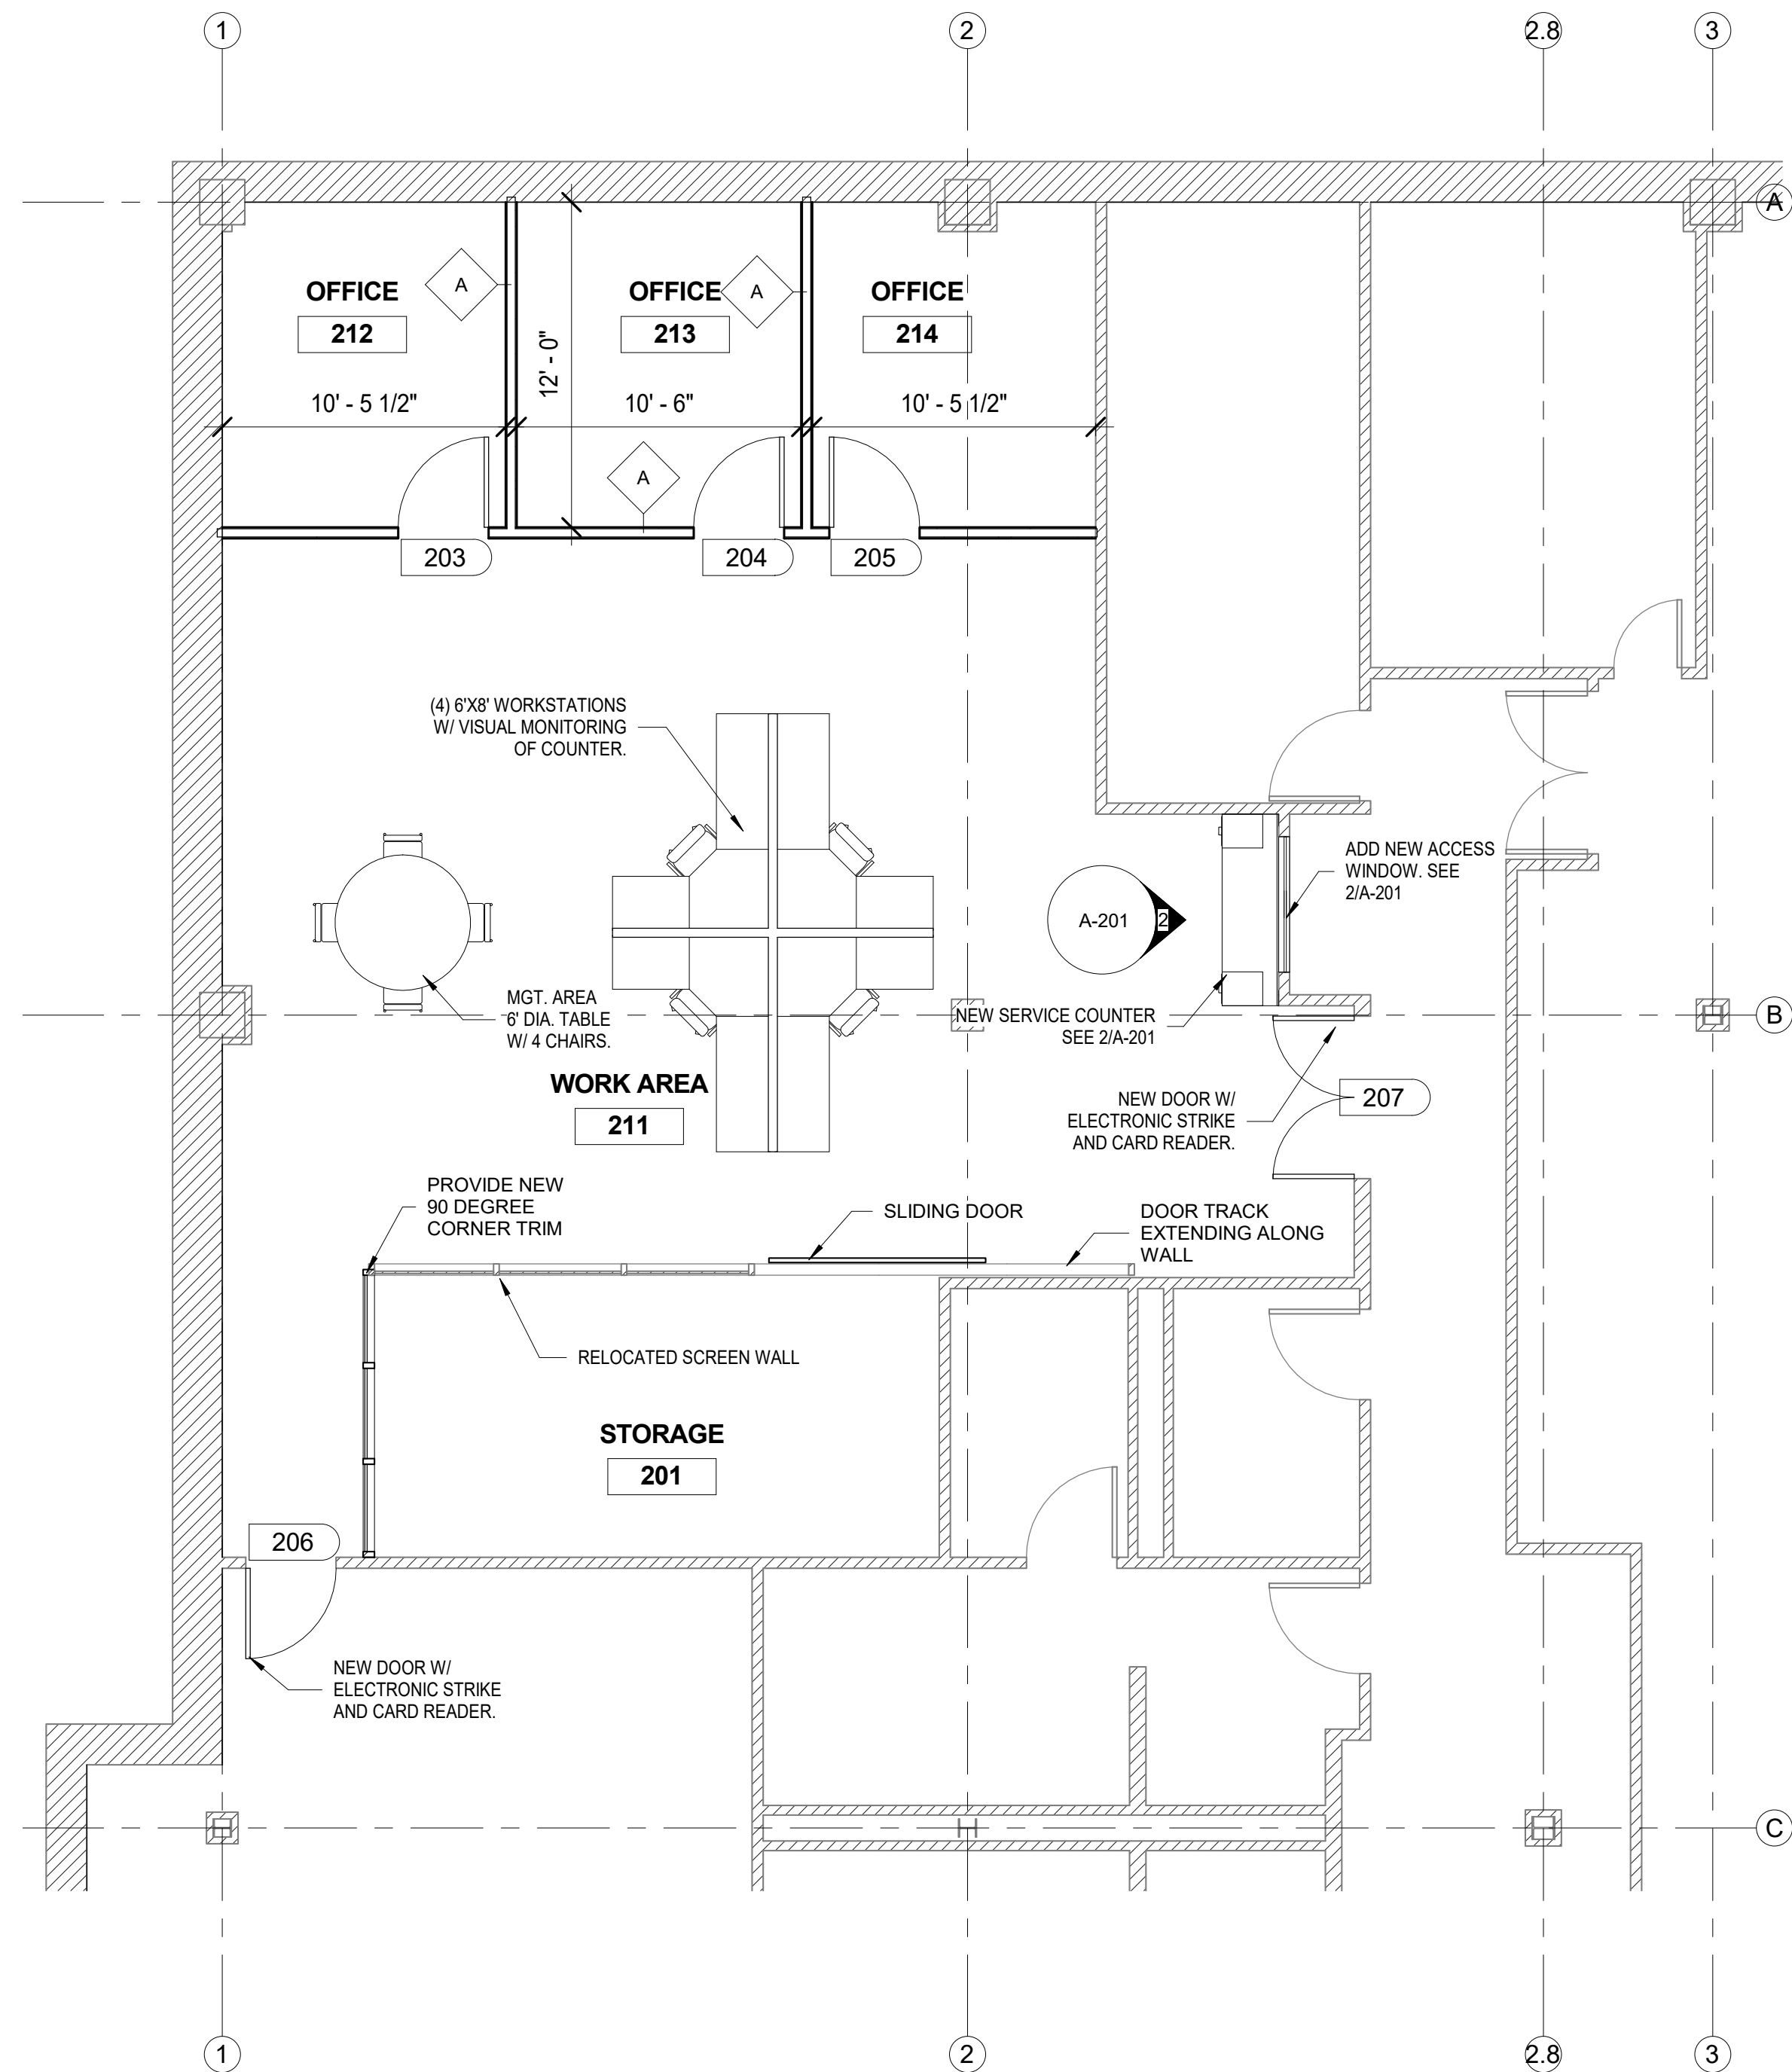 1
2
2.8
3
A
OFFICE
212
A
OFFICE
213
A
OFFICE
214
12' - 0"
10' - 5 1/2"
10' - 6"
10' - 5 1/2"
A
203
204
205
(4) 6'X8' WORKSTATIONS
W/ VISUAL MONITORING
OF COUNTER.
ADD NEW ACCESS
WINDOW. SEE
2/A-201
A-201
2
MGT. AREA
6' DIA. TABLE
W/ 4 CHAIRS.
NEW SERVICE COUNTER
SEE 2/A-201
B
WORK AREA
211
NEW DOOR W/
ELECTRONIC STRIKE
AND CARD READER.
207
PROVIDE NEW
90 DEGREE
CORNER TRIM
SLIDING DOOR
DOOR TRACK
EXTENDING ALONG
WALL
RELOCATED SCREEN WALL
STORAGE
201
206
NEW DOOR W/
ELECTRONIC STRIKE
AND CARD READER.
C
1
2
2.8
3